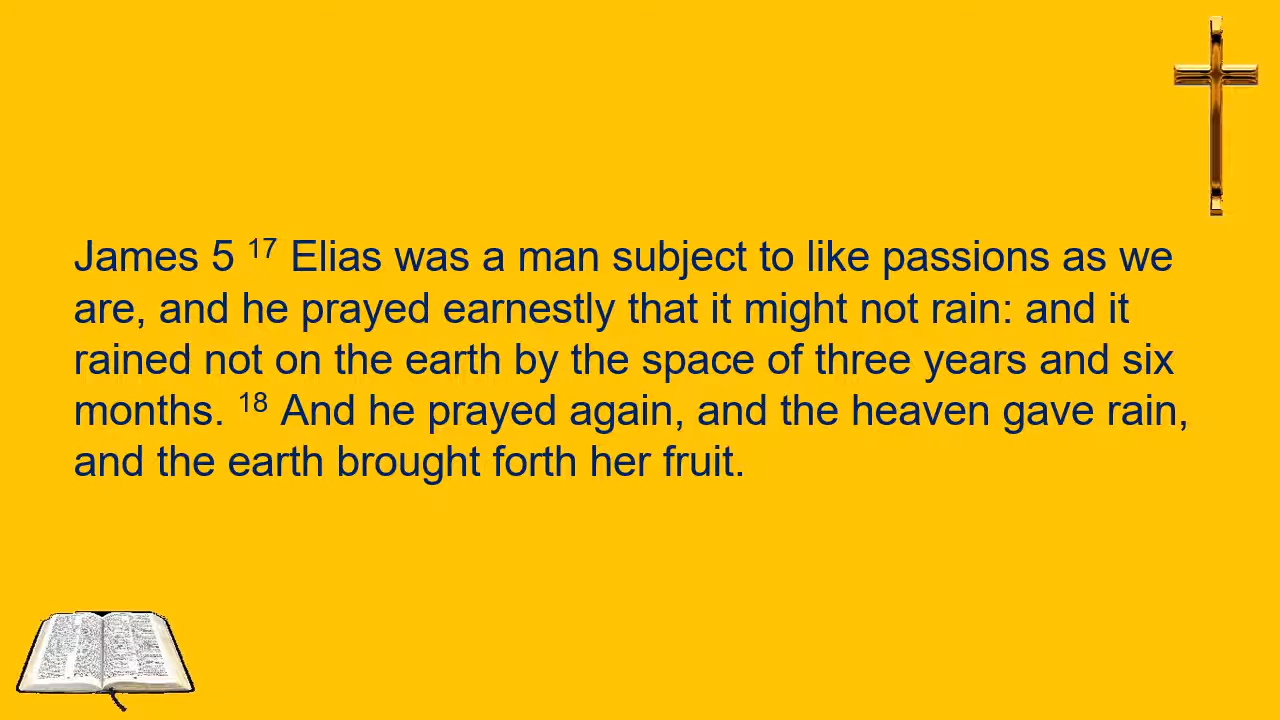 James 5 17 Elias was a man subject to like passions as we
are, and he prayed earnestly that it might not rain: and it
rained not on the earth by the space of three years and six
months. 18 And he prayed again, and the heaven gave rain,
and the earth brought forth her fruit.